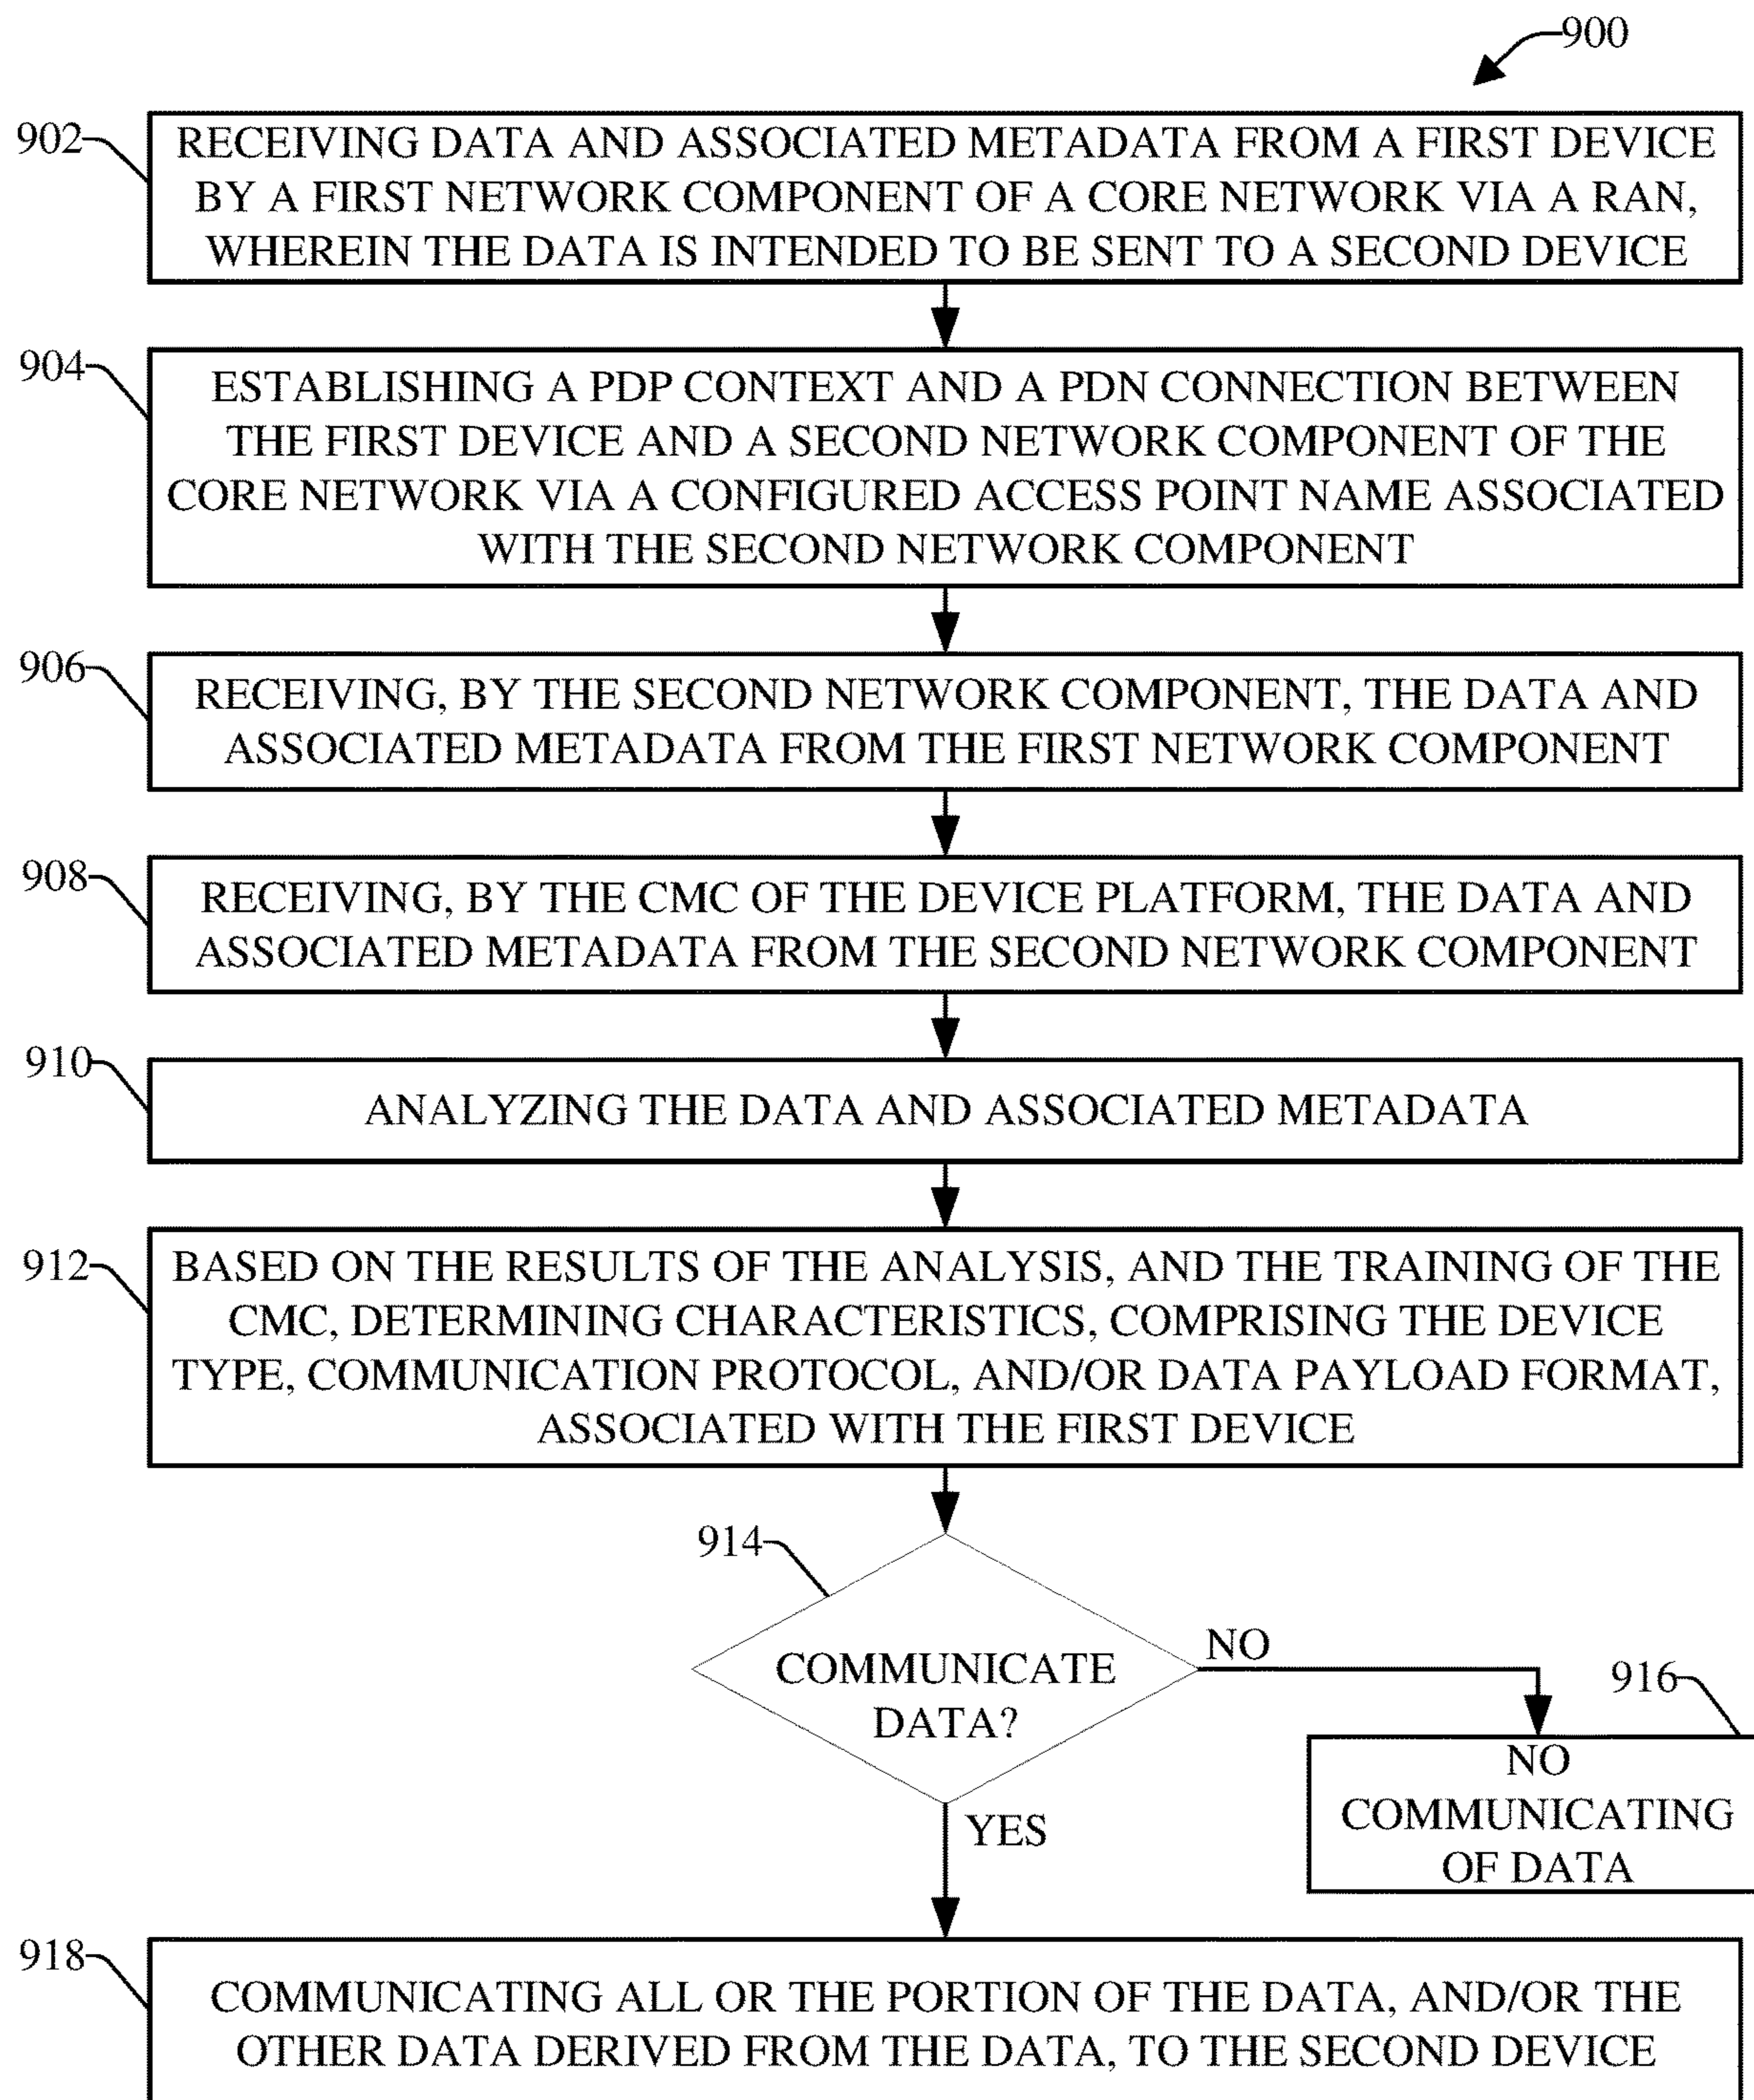 900
902
RECEIVING DATA AND ASSOCIATED METADATA FROM A FIRST DEVICE
BY A FIRST NETWORK COMPONENT OF A CORE NETWORK VIA A RAN,
WHEREIN THE DATA IS INTENDED TO BE SENT TO A SECOND DEVICE
904
ESTABLISHING A PDP CONTEXT AND A PDN CONNECTION BETWEEN
THE FIRST DEVICE AND A SECOND NETWORK COMPONENT OF THE
CORE NETWORK VIA A CONFIGURED ACCESS POINT NAME ASSOCIATED
WITH THE SECOND NETWORK COMPONENT
906
RECEIVING, BY THE SECOND NETWORK COMPONENT, THE DATA AND
ASSOCIATED METADATA FROM THE FIRST NETWORK COMPONENT
908
RECEIVING, BY THE CMC OF THE DEVICE PLATFORM, THE DATA AND
ASSOCIATED METADATA FROM THE SECOND NETWORK COMPONENT
910
ANALYZING THE DATA AND ASSOCIATED METADATA
912
BASED ON THE RESULTS OF THE ANALYSIS, AND THE TRAINING OF THE
CMC, DETERMINING CHARACTERISTICS, COMPRISING THE DEVICE
TYPE, COMMUNICATION PROTOCOL, AND/OR DATA PAYLOAD FORMAT,
ASSOCIATED WITH THE FIRST DEVICE
914
COMMUNICATE
DATA?
NO
916
NO
COMMUNICATING
OF DATA
YES
918
COMMUNICATING ALL OR THE PORTION OF THE DATA, AND/OR THE
OTHER DATA DERIVED FROM THE DATA, TO THE SECOND DEVICE